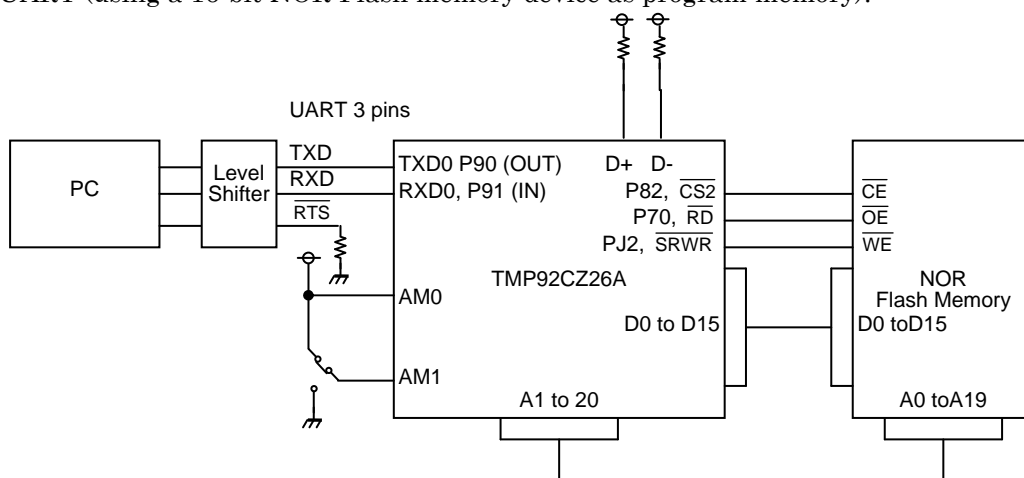 UART (using a 16-bit NOR Flash memory device as program memory):
UART 3 pins
PC
Level
Shifter
TXD
RXD
RTS
TXD0 P90 (OUT)
RXD0, P91 (IN)
D+ D-
P82, CS2
P70, RD
PJ2, SRWR
TMP92CZ26A
AM0
AM1
D0 to D15
A1 to 20
CE
OE
WE
NOR
Flash Memory
D0 toD15
A0 toA19